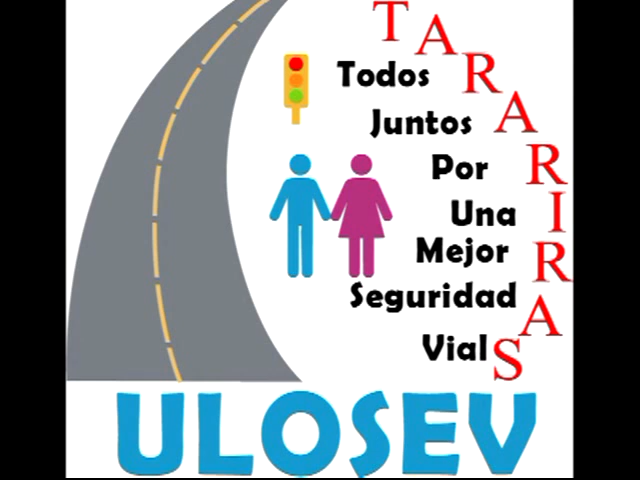 TARARIRAS
Todos
Juntos
Por
Una
Mejor
Seguridad
Vial
ULOSEV